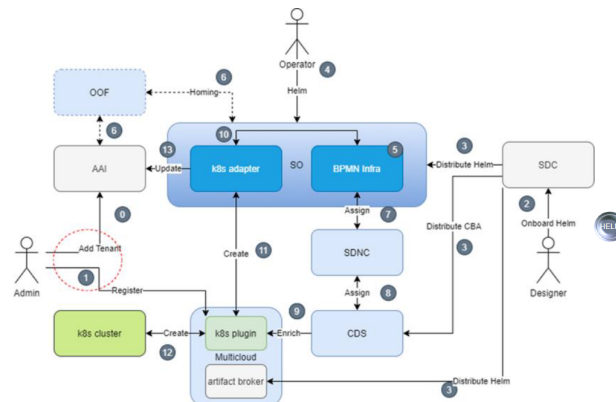 4
Operator
Helm
6
Homing
OOF
6
10
5
3
13
Distribute Helm
SDC
AAI
Update
k8s adapter
SO
BPMN Infra
2
Onboard Helm
0
Assign
7
Distribute CBA
3
HELP
Add Tenant
Create
11
SDNC
Admin
1
Designer
Assign
8
Register
9
k8s cluster
Create
k8s plugin
Enrich
CDS
12
Multicloud
artifact broker
3
Distribute Helm